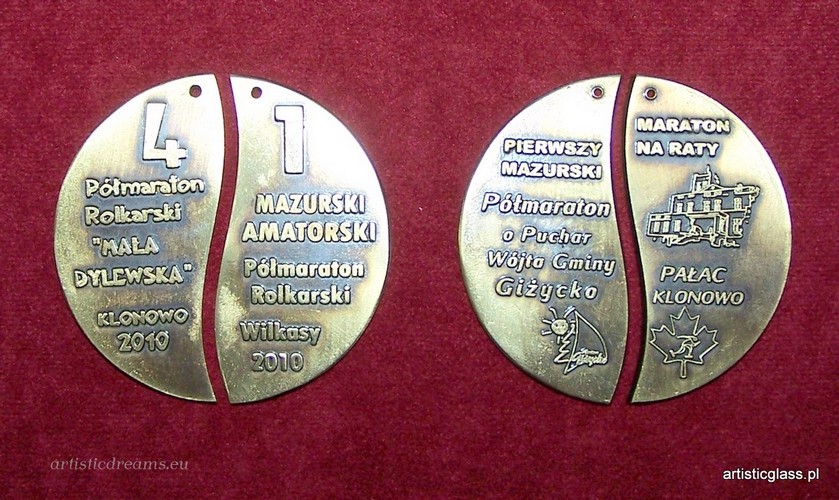 4
Półmaraton
Rolkarski
"MAŁA
DYLEWSKA"
KLONOWO
2010
1
MAZURSKI
AMATORSKI
Półmaraton
Rolkarski
Wilkasy
2010
PIERWSZY
MAZURSKI
Półmaraton
o Puchar
Wójta Gminy
Giżycko
MARATON
NA RATY
PAŁAC
KLONOWO
artisticdreams.eu
artisticglass.pl